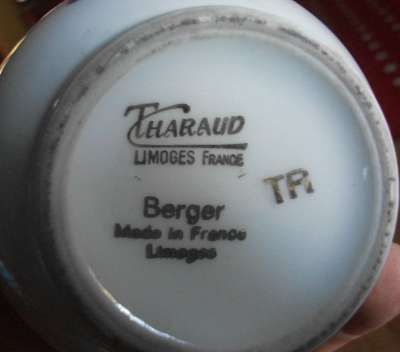 THARAUD
LIMOGES FRANCE
TR
Berger
Made in France
Limoges